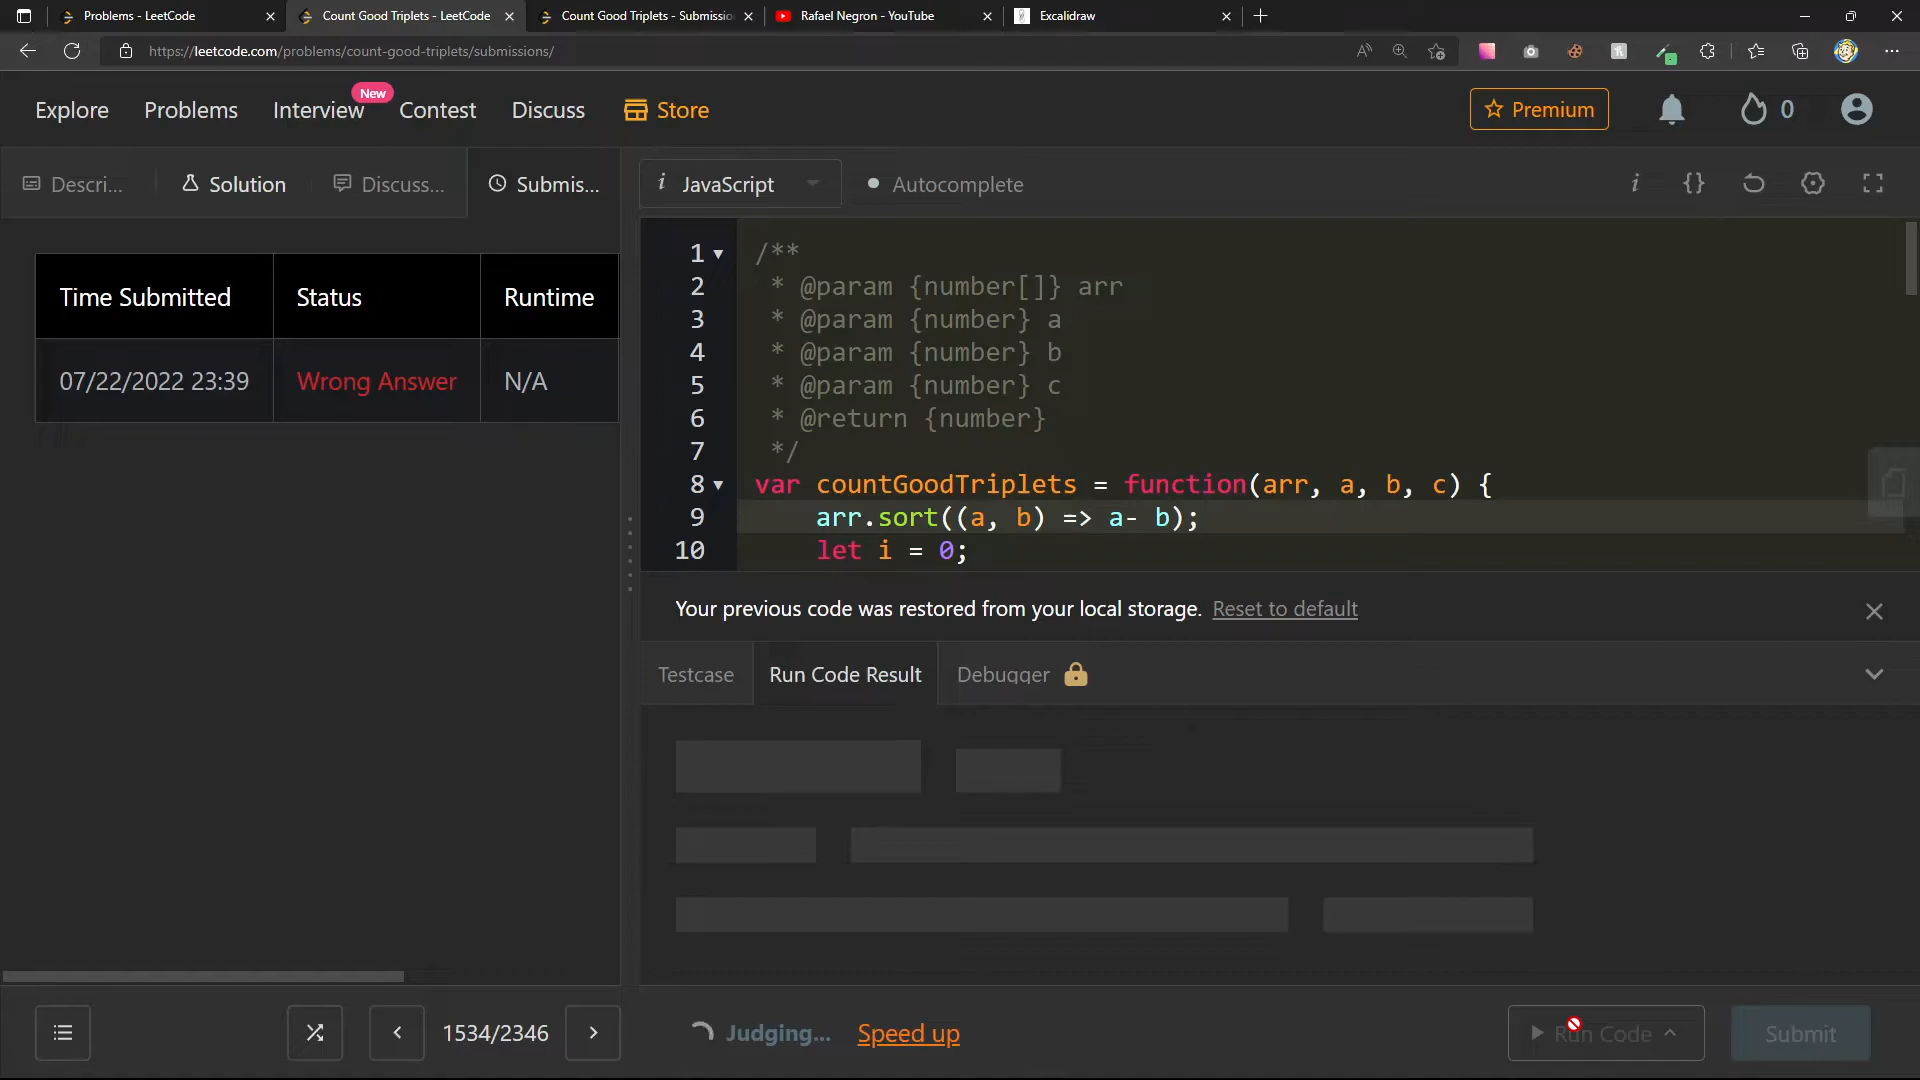 Problems - LeetCode
Count Good Triplets - LeetCode
Count Good Triplets - Submissio
Rafael Negron - YouTube
Excalidraw
https://leetcode.com/problems/count-good-triplets/submissions/
Explore
Problems
Interview
New
Contest
Discuss
Store
Premium
0
Descri...
Solution
Discuss...
Submis...
i JavaScript
Autocomplete
Time Submitted
Status
Runtime
07/22/2022 23:39
Wrong Answer
N/A
1 /**
2 * @param {number[]} arr
3 * @param {number} a
4 * @param {number} b
5 * @param {number} c
6 * @return {number}
7 */
8 var countGoodTriplets = function(arr, a, b, c) {
9 arr.sort((a, b) => a- b);
10 let i = 0;
Your previous code was restored from your local storage. Reset to default
Testcase
Run Code Result
Debugger
1534/2346
Judging...
Speed up
Run Code
Submit